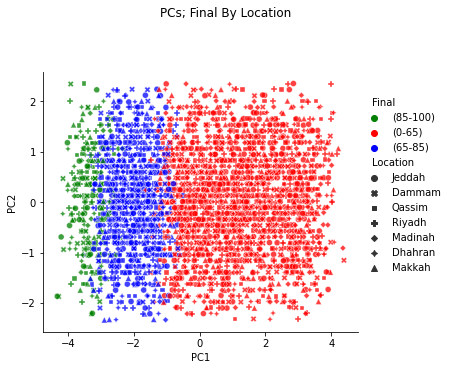 PCs; Final By Location
Final
(85-100)
(0-65)
(65-85)
Location
Jeddah
Dammam
Qassim
Riyadh
Madinah
Dhahran
Makkah
PC2
2
1
0
−1
−2
−4
−2
0
2
4
PC1